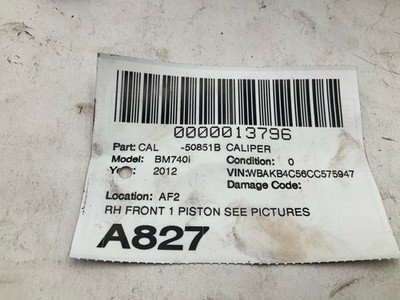 0000013796
Part: CAL -50851B CALIPER
Model: BM740i Condition: 0
Year: 2012 VIN:WBAKB4C56CC575947
Damage Code:
Location: AF2
RH FRONT 1 PISTON SEE PICTURES
A827